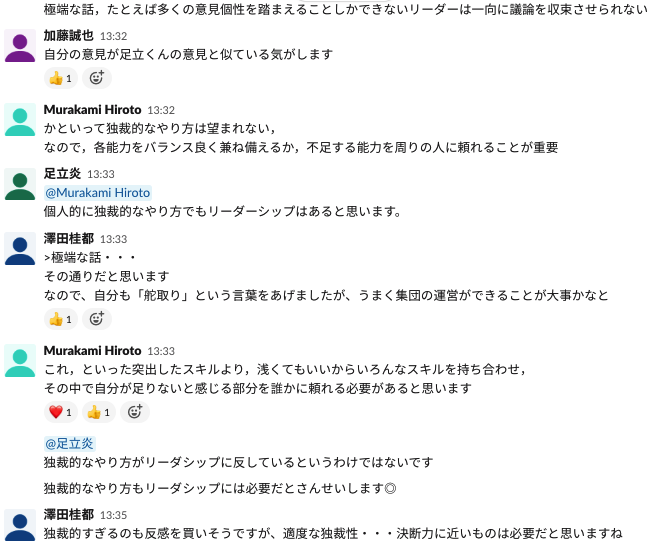 極端な話，たとえば多くの意見個性を踏まえることしかできないリーダーは一向に議論を収束させられない
加藤誠也 13:32
自分の意見が足立くんの意見と似ている気がします
👍 1
Murakami Hiroto 13:32
かといって独裁的なやり方は望まれない，
なので，各能力をバランス良く兼ね備えるか，不足する能力を周りの人に頼れることが重要
足立炎 13:33
@Murakami Hiroto
個人的に独裁的なやり方でもリーダーシップはあると思います。
澤田桂都 13:33
>極端な話・・・
その通りだと思います
なので、自分も「舵取り」という言葉をあげましたが、うまく集団の運営ができることが大事かなと
👍 1
Murakami Hiroto 13:33
これ，といった突出したスキルより，浅くてもいいからいろんなスキルを持ち合わせ，
その中で自分が足りないと感じる部分を誰かに頼れる必要があると思います
❤️ 1 👍 1
@足立炎
独裁的なやり方がリーダシップに反しているというわけではないです
独裁的なやり方もリーダシップには必要だとさんせいします◎
澤田桂都 13:35
独裁的すぎるのも反感を買いそうですが、適度な独裁性・・・決断力に近いものは必要だと思いますね